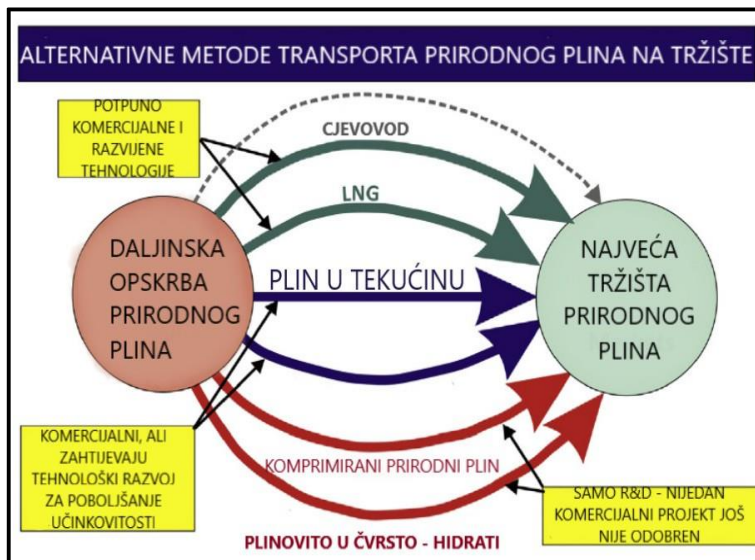 ALTERNATIVNE METODE TRANSPORTA PRIRODNOG PLINA NA TRŽIŠTE
POTPUNO
KOMERCIJALNE I
RAZVIJENE
TEHNOLOGIJE
CJEVOVOD
LNG
DALJINSKA
OPSKRBA
PRIRODNOG
PLINA
PLIN U TEKUĆINU
NAJVEĆA
TRŽIŠTA
PRIRODNOG
PLINA
KOMERCIJALNI, ALI
ZAHTIJEVAJU
TEHNOLOŠKI RAZVOJ
ZA POBOLJŠANJE
UČINKOVITOSTI
KOMPRIMIRANI PRIRODNI PLIN
SAMO R&D - NIJEDAN
KOMERCIJALNI PROJEKT JOŠ
NIJE ODOBREN
PLINOVITO U ČVRSTO - HIDRATI